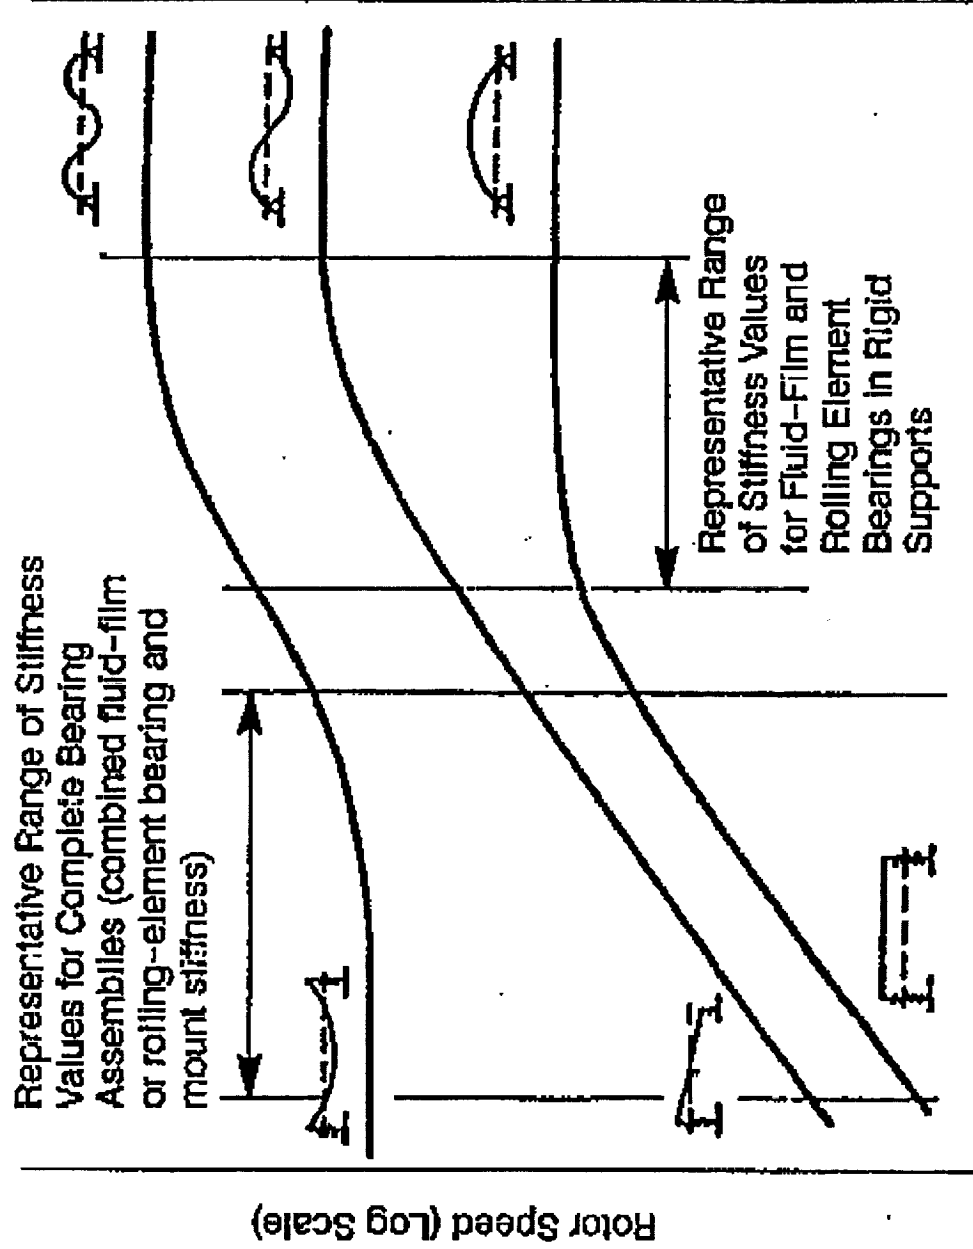 Representative Range of Stiffness
Values for Complete Bearing
Assemblies (combined fluid-film
or rolling-element bearing and
mount stiffness)
Representative Range
of Stiffness Values
for Fluid-Film and
Rolling Element
Bearings in Rigid
Supports
Rotor Speed (Log Scale)